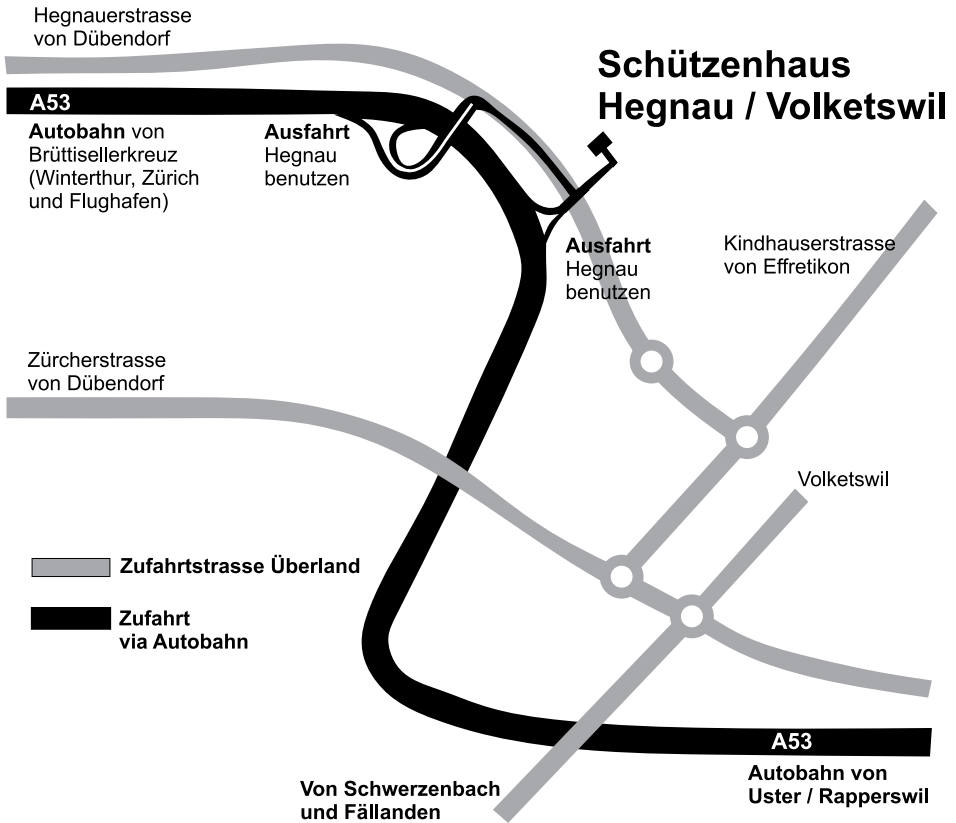 Hegnauerstrasse
von Dübendorf
Schützenhaus
Hegnau / Volketswil
A53
Autobahn von
Brüttisellerkreuz
(Winterthur, Zürich
und Flughafen)
Ausfahrt
Hegnau
benutzen
Ausfahrt
Hegnau
benutzen
Kindhauserstrasse
von Effretikon
Zürcherstrasse
von Dübendorf
Volketswil
Zufahrtstrasse Überland
Zufahrt
via Autobahn
A53
Autobahn von
Uster / Rapperswil
Von Schwerzenbach
und Fällanden